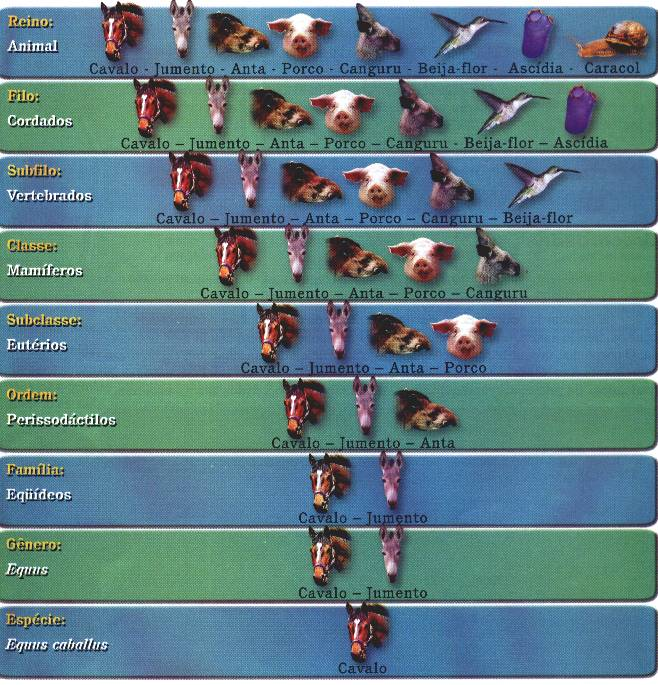 Reino:
Animal
Cavalo - Jumento - Anta - Porco - Canguru - Beija-flor - Ascídia - Caracol
Filo:
Cordados
Cavalo – Jumento – Anta – Porco – Canguru - Beija-flor – Ascídia
Subfilo:
Vertebrados
Cavalo – Jumento – Anta – Porco – Canguru – Beija-flor
Classe:
Mamíferos
Cavalo – Jumento – Anta – Porco – Canguru
Subclasse:
Eutérios
Cavalo – Jumento – Anta – Porco
Ordem:
Perissodáctilos
Cavalo – Jumento – Anta
Família:
Eqüídeos
Cavalo – Jumento
Gênero:
Equus
Cavalo – Jumento
Espécie:
Equus caballus
Cavalo